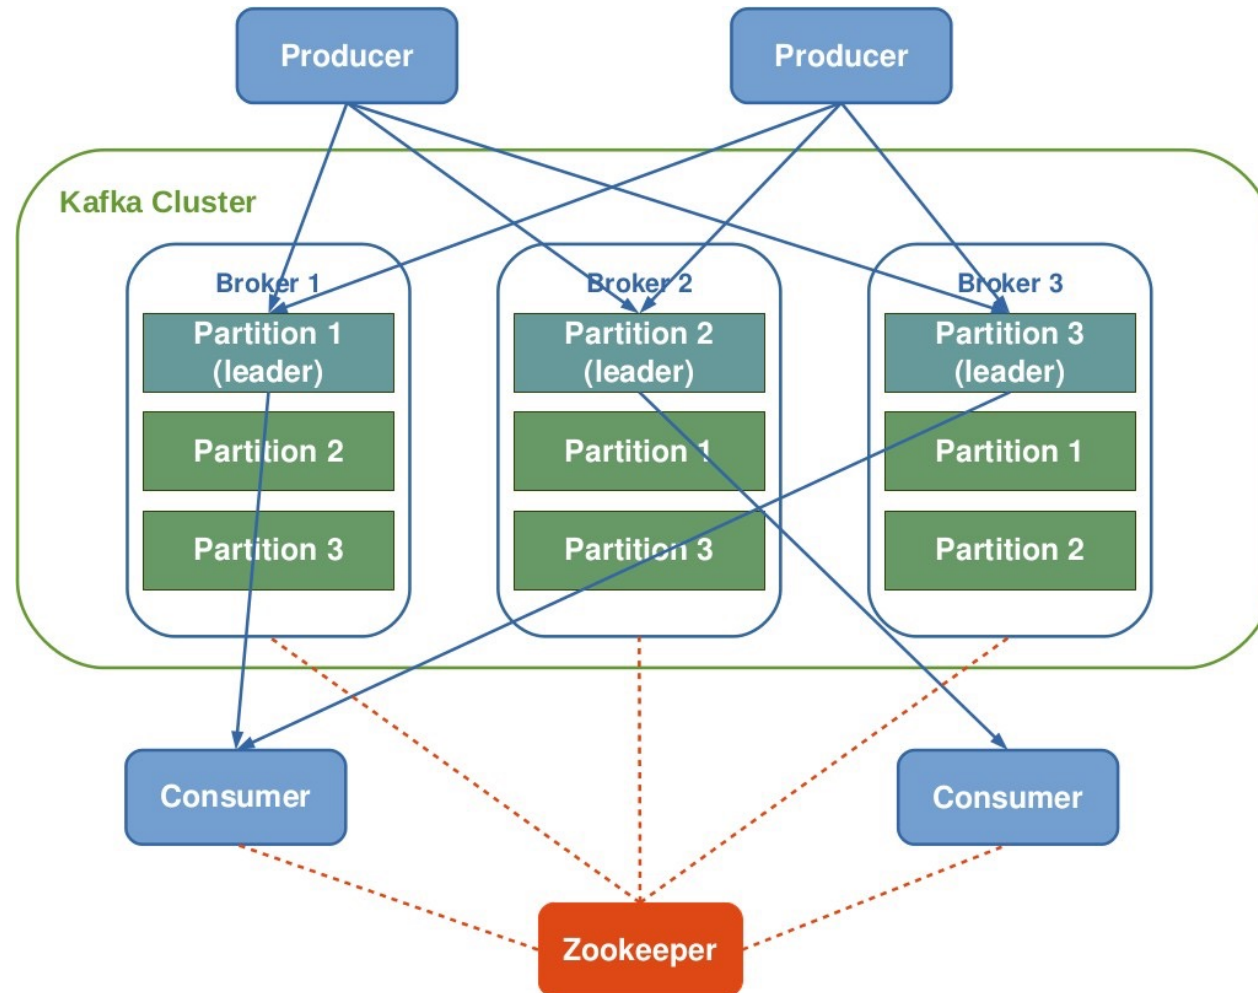 Producer
Producer
Kafka Cluster
Broker 1
Partition 1
(leader)
Partition 2
Partition 3
Broker 2
Partition 2
(leader)
Partition 1
Partition 3
Broker 3
Partition 3
(leader)
Partition 1
Partition 2
Consumer
Consumer
Zookeeper